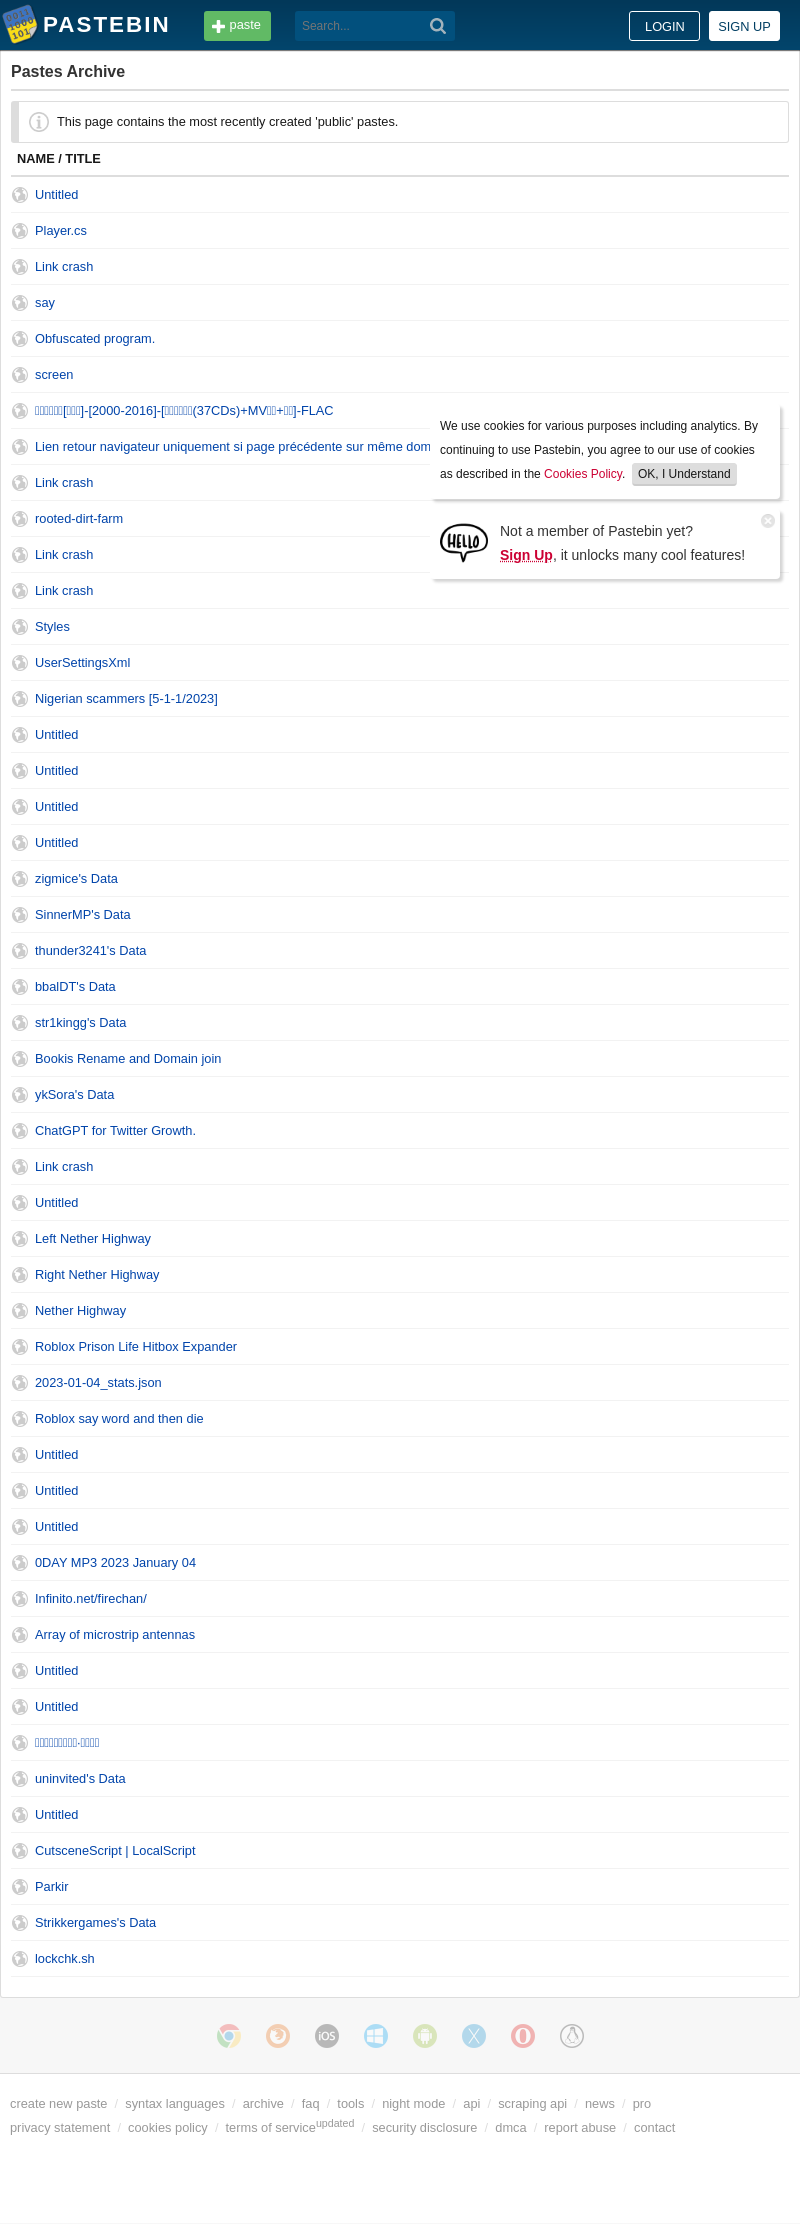 PASTEBIN
paste
Search...
LOGIN
SIGN UP
Pastes Archive
This page contains the most recently created 'public' pastes.
NAME / TITLE
Untitled
Player.cs
Link crash
say
Obfuscated program.
screen
[]-[2000-2016]-[(37CDs)+MV+]-FLAC
Lien retour navigateur uniquement si page précédente sur même dom
Link crash
rooted-dirt-farm
Link crash
Link crash
We use cookies for various purposes including analytics. By
continuing to use Pastebin, you agree to our use of cookies
as described in the Cookies Policy. OK, I Understand
HELLO
Not a member of Pastebin yet?
Sign Up, it unlocks many cool features!
Styles
UserSettingsXml
Nigerian scammers [5-1-1/2023]
Untitled
Untitled
Untitled
Untitled
zigmice's Data
SinnerMP's Data
thunder3241's Data
bbalDT's Data
str1kingg's Data
Bookis Rename and Domain join
ykSora's Data
ChatGPT for Twitter Growth.
Link crash
Untitled
Left Nether Highway
Right Nether Highway
Nether Highway
Roblox Prison Life Hitbox Expander
2023-01-04_stats.json
Roblox say word and then die
Untitled
Untitled
Untitled
0DAY MP3 2023 January 04
Infinito.net/firechan/
Array of microstrip antennas
Untitled
Untitled
uninvited's Data
Untitled
CutsceneScript | LocalScript
Parkir
Strikkergames's Data
lockchk.sh
iOS
create new paste / syntax languages / archive / faq / tools / night mode / api / scraping api / news / pro
privacy statement / cookies policy / terms of service updated / security disclosure / dmca / report abuse / contact